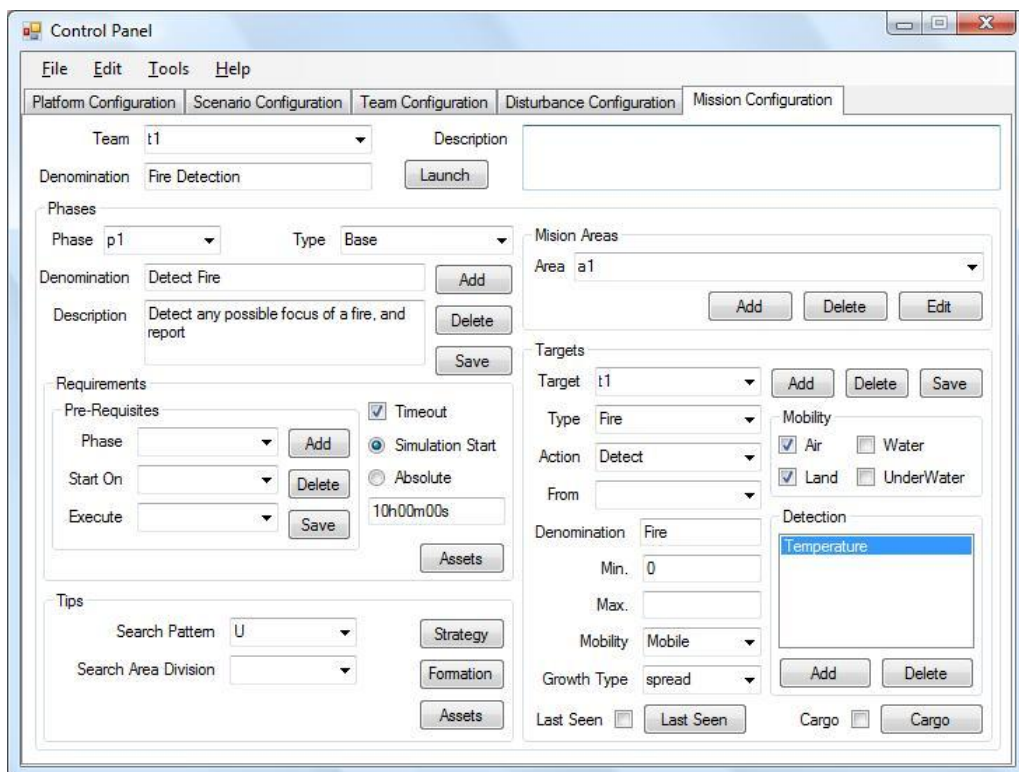 Control Panel
File Edit Tools Help
Platform Configuration Scenario Configuration Team Configuration Disturbance Configuration Mission Configuration
Team t1 Description
Denomination Fire Detection Launch
Phases
Phase p1 Type Base
Denomination Detect Fire Add
Description Detect any possible focus of a fire, and
report
Delete
Save
Requirements
Pre-Requisites
Phase Add
Start On Delete
Execute Save
Timeout
Simulation Start
Absolute
10h00m00s
Assets
Tips
Search Pattern U Strategy
Search Area Division Formation
Assets
Mision Areas
Area a1
Add Delete Edit
Targets
Target t1 Add Delete Save
Type Fire
Action Detect
From
Mobility
Air Water
Land UnderWater
Denomination Fire
Min. 0
Max.
Mobility Mobile
Growth Type spread
Detection
Temperature
Add Delete
Last Seen Last Seen Cargo Cargo